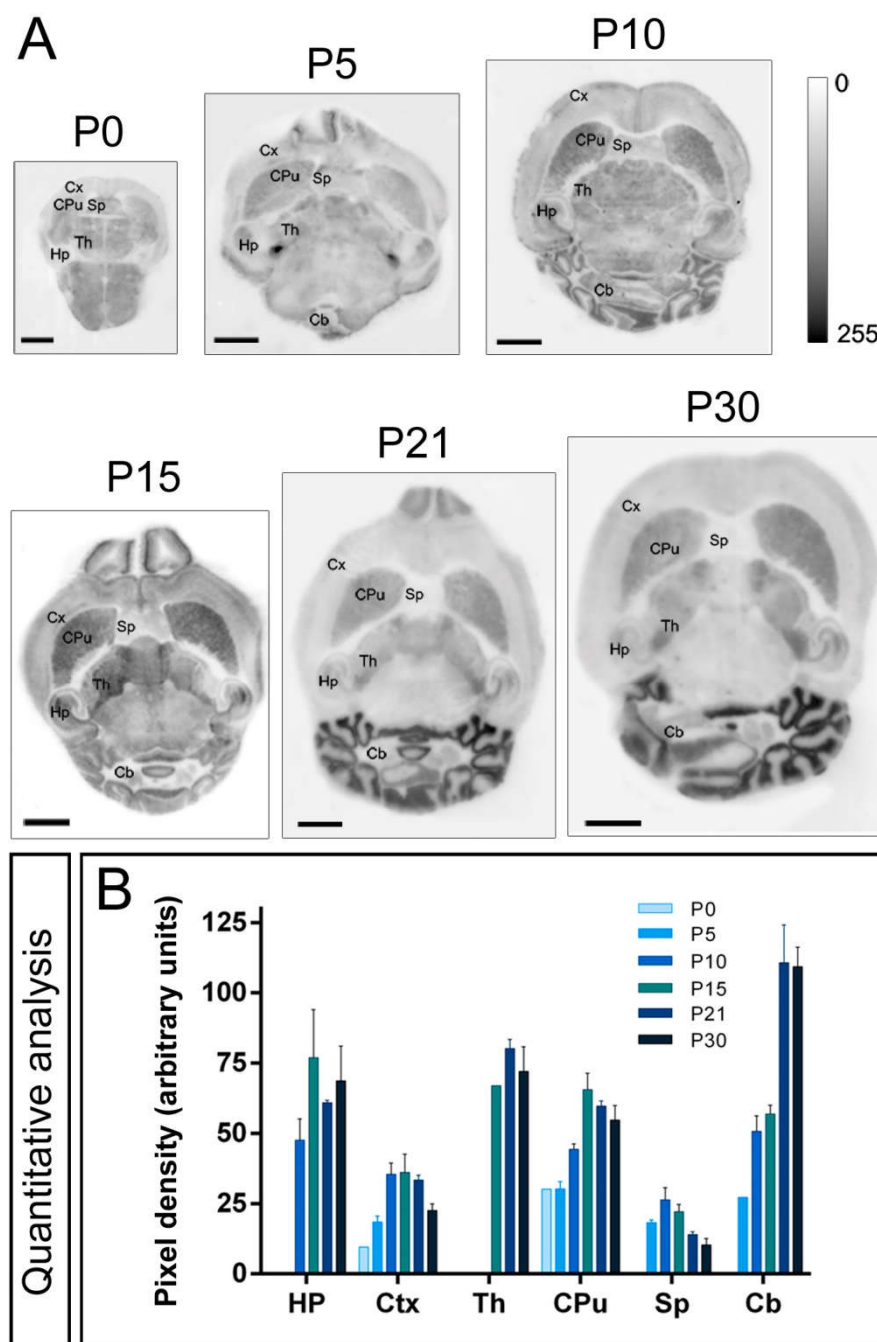 A
P0
P5
P10
Cx
CPu Sp
Th
Hp
Cx
CPu Sp
Th
Hp
Cb
Cx
CPu Sp
Th
Hp
Cb
0
255
P15
P21
P30
Cx
CPu Sp
Th
Hp
Cb
Cx
CPu Sp
Th
Hp
Cb
Cx
CPu Sp
Th
Hp
Cb
Quantitative analysis
B
Pixel density (arbitrary units)
125
100
75
50
25
0
HP Ctx Th CPu Sp Cb
P0
P5
P10
P15
P21
P30